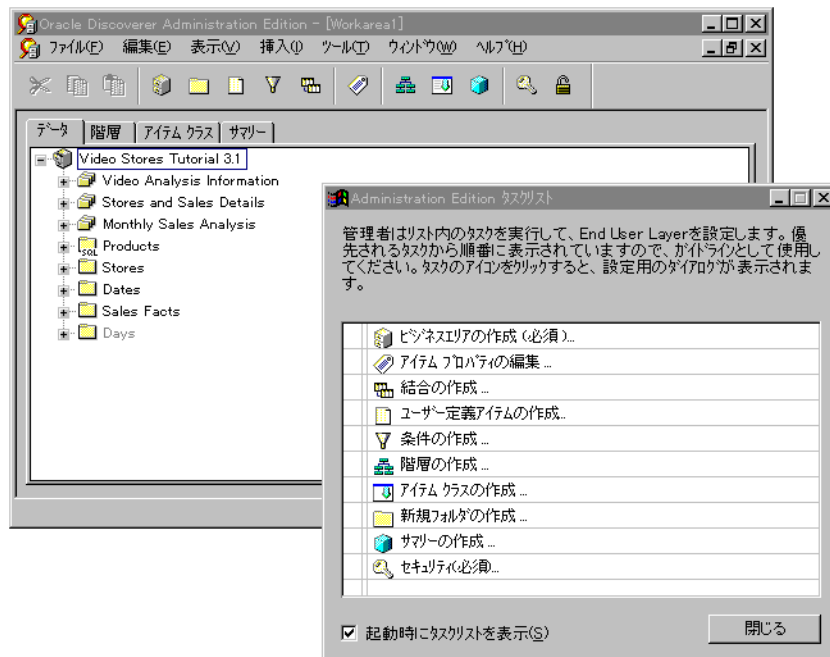 Oracle Discoverer Administration Edition - [Workarea1]
ファイル(F) 編集(E) 表示(V) 挿入(I) ツール(T) ウィンドウ(W) ヘルプ(H)
データ 階層 アイテム クラス サマリー
Video Stores Tutorial 3.1
Video Analysis Information
Stores and Sales Details
Monthly Sales Analysis
SQL Products
Stores
Dates
Sales Facts
Days
Administration Edition タスクリスト
管理者はリスト内のタスクを実行して、End User Layerを設定します。優
先されるタスクから順番に表示されていますので、ガイドラインとして使用し
てください。タスクのアイコンをクリックすると、設定用のダイアログが表示されま
す。
ビジネスエリアの作成 (必須)...
アイテム プロパティの編集 ...
結合の作成 ...
ユーザー定義アイテムの作成...
条件の作成 ...
階層の作成 ...
アイテム クラスの作成 ...
新規フォルダの作成 ...
サマリーの作成 ...
セキュリティ(必須)...
起動時にタスクリストを表示(S)
閉じる